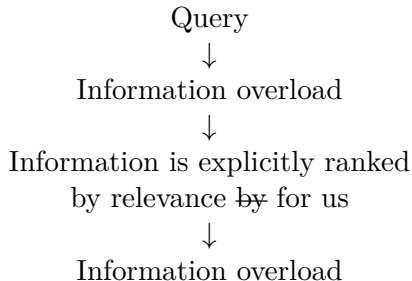 Query
↓
Information overload
↓
Information is explicitly ranked
by relevance by for us
↓
Information overload